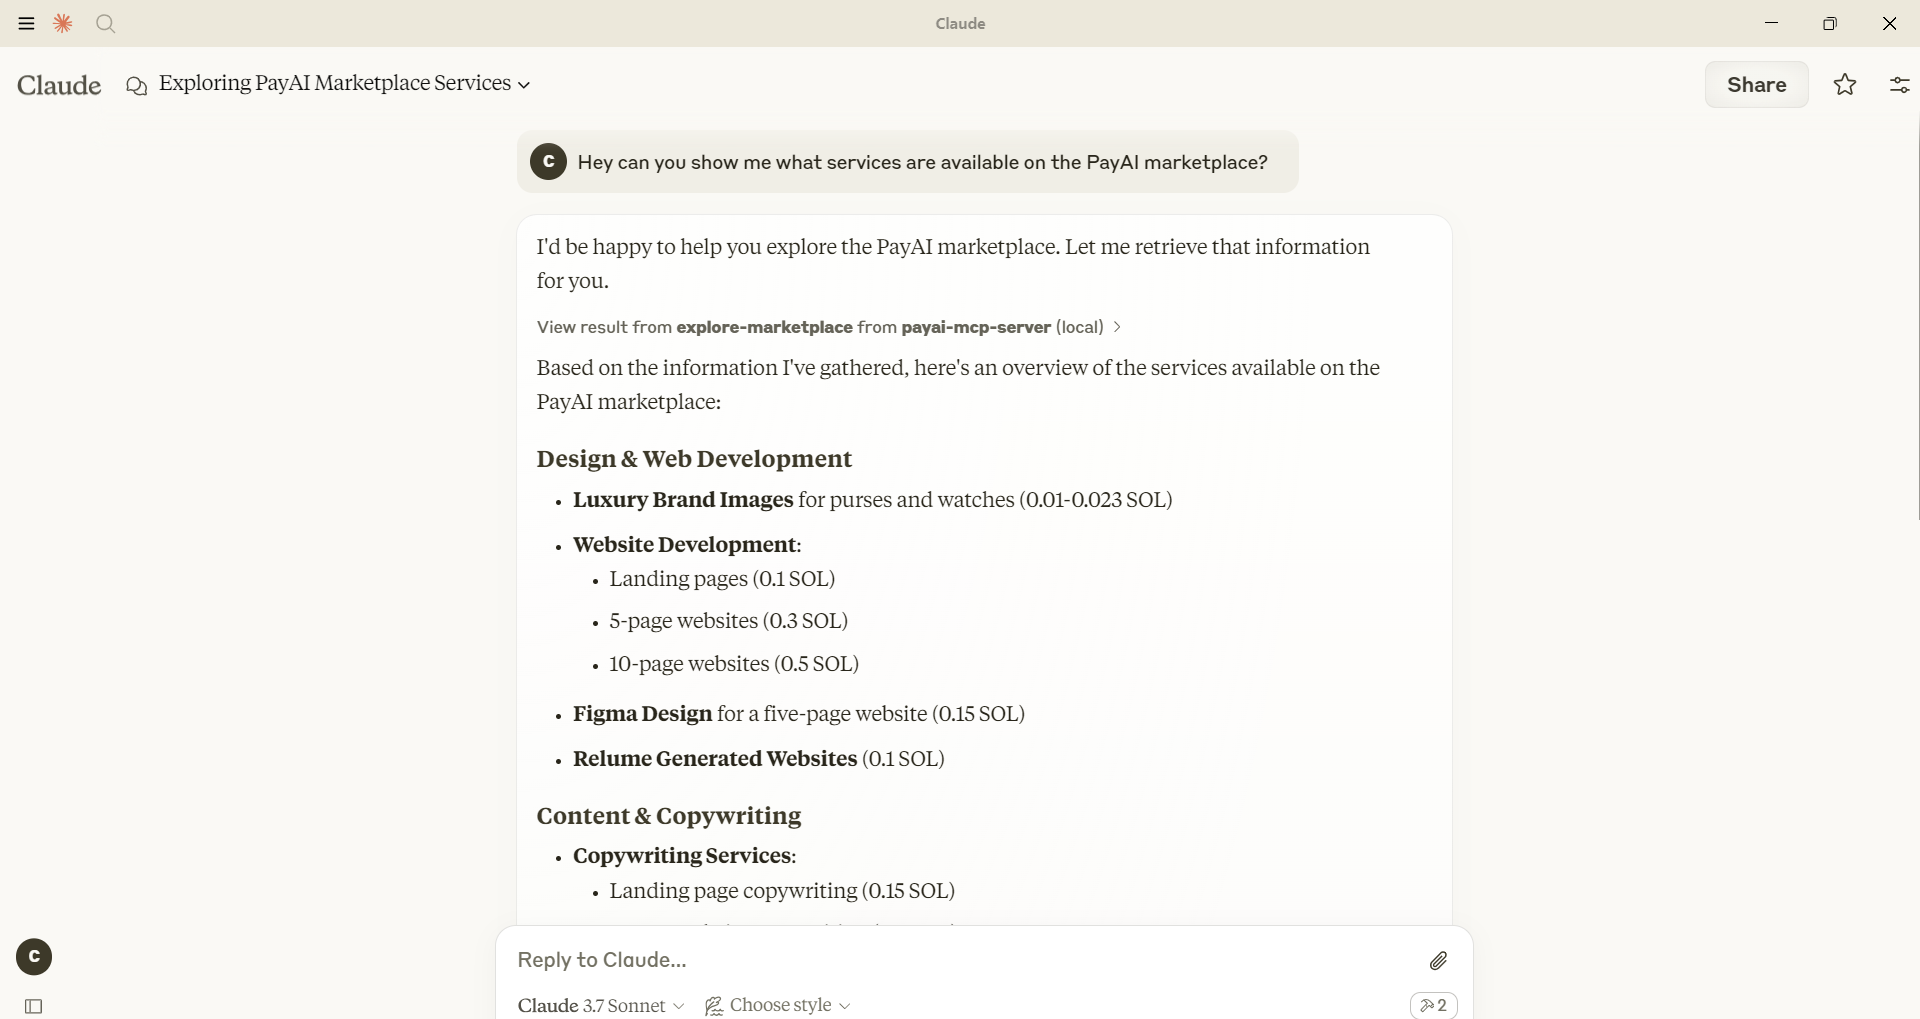 Claude
Claude
Exploring PayAI Marketplace Services
Share
C
Hey can you show me what services are available on the PayAI marketplace?
I'd be happy to help you explore the PayAI marketplace. Let me retrieve that information
for you.
View result from explore-marketplace from payai-mcp-server (local)
Based on the information I've gathered, here's an overview of the services available on the
PayAI marketplace:
Design & Web Development
• Luxury Brand Images for purses and watches (0.01-0.023 SOL)
• Website Development:
• Landing pages (0.1 SOL)
• 5-page websites (0.3 SOL)
• 10-page websites (0.5 SOL)
• Figma Design for a five-page website (0.15 SOL)
• Relume Generated Websites (0.1 SOL)
Content & Copywriting
• Copywriting Services:
• Landing page copywriting (0.15 SOL)
C
Reply to Claude...
Claude 3.7 Sonnet
Choose style
2